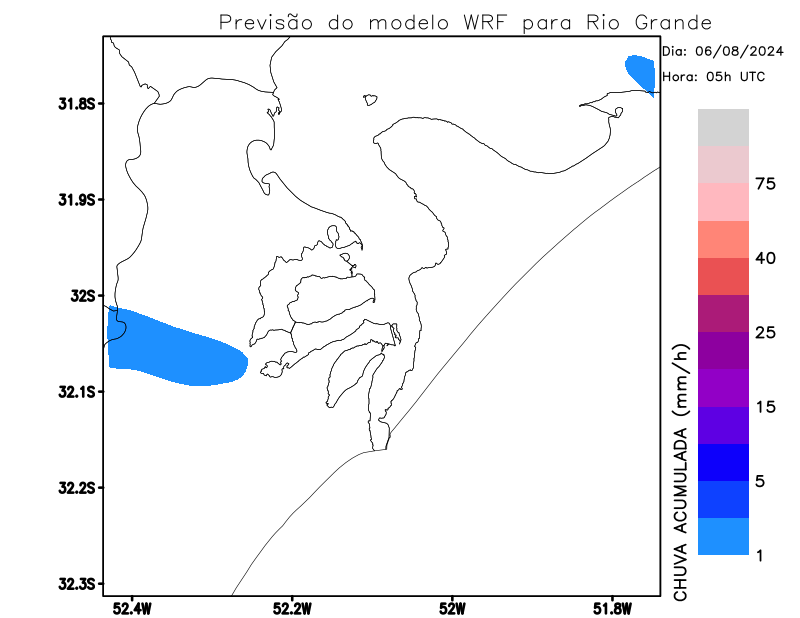 Previsão do modelo WRF para Rio Grande
Dia: 06/08/2024
Hora: 05h UTC
31.8S
31.9S
32S
32.1S
32.2S
32.3S
52.4W
52.2W
52W
51.8W
75
40
25
15
5
1
CHUVA ACUMULADA (mm/h)